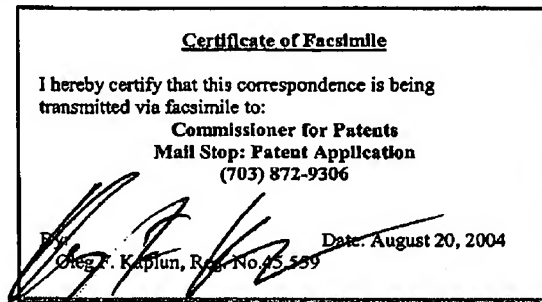 Certificate of Facsimile
I hereby certify that this correspondence is being
transmitted via facsimile to:
Commissioner for Patents
Mail Stop: Patent Application
(703) 872-9306
By: Date: August 20, 2004
Oleg F. Kaplun, Reg. No. 45,559